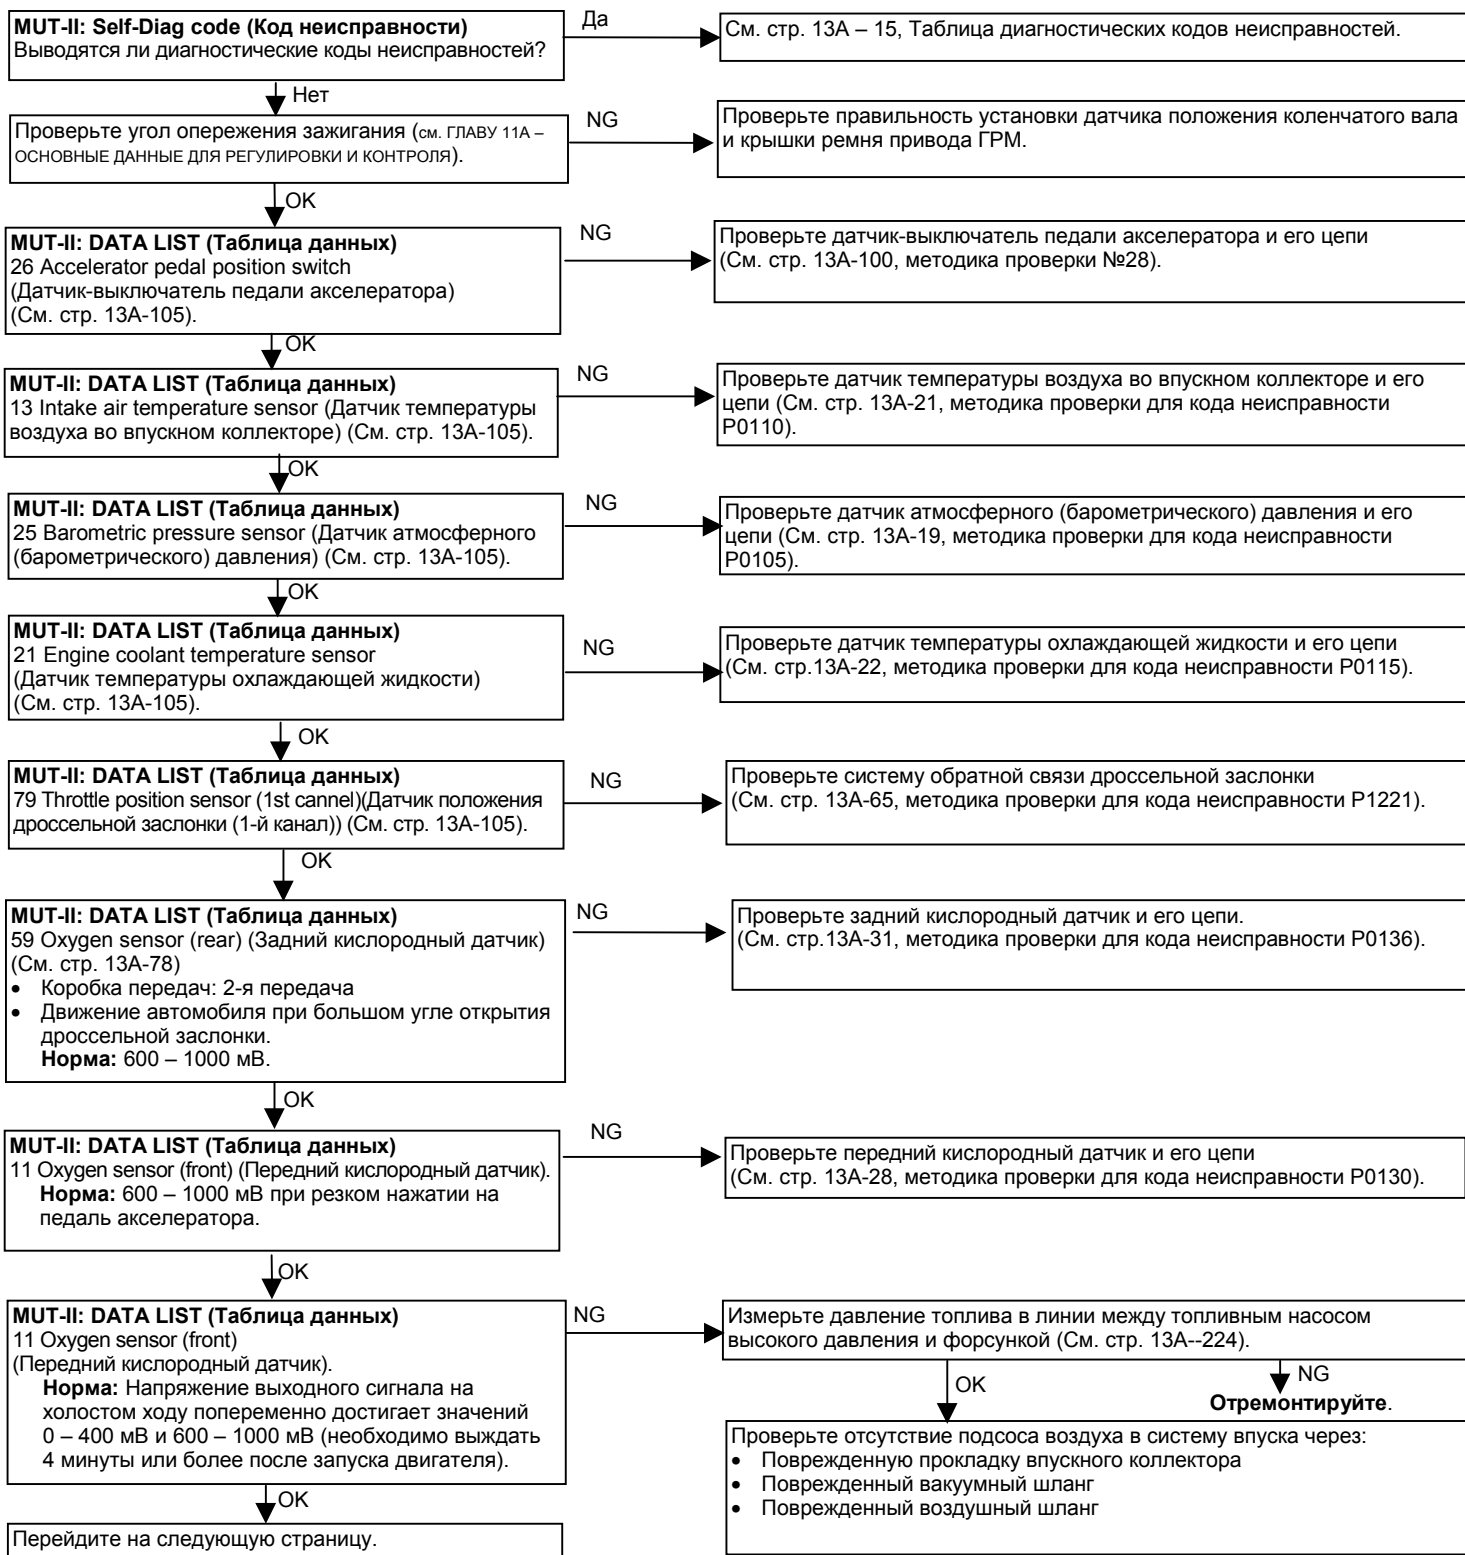 MUT-II: Self-Diag code (Код неисправности)
Выводятся ли диагностические коды неисправностей?
Да
См. стр. 13A – 15, Таблица диагностических кодов неисправностей.
Нет
Проверьте угол опережения зажигания (см. ГЛАВУ 11A –
ОСНОВНЫЕ ДАННЫЕ ДЛЯ РЕГУЛИРОВКИ И КОНТРОЛЯ).
NG
Проверьте правильность установки датчика положения коленчатого вала
и крышки ремня привода ГРМ.
OK
MUT-II: DATA LIST (Таблица данных)
26 Accelerator pedal position switch
(Датчик-выключатель педали акселератора)
(См. стр. 13A-105).
NG
Проверьте датчик-выключатель педали акселератора и его цепи
(См. стр. 13A-100, методика проверки №28).
OK
MUT-II: DATA LIST (Таблица данных)
13 Intake air temperature sensor (Датчик температуры
воздуха во впускном коллекторе) (См. стр. 13A-105).
NG
Проверьте датчик температуры воздуха во впускном коллекторе и его
цепи (См. стр. 13A-21, методика проверки для кода неисправности
P0110).
OK
MUT-II: DATA LIST (Таблица данных)
25 Barometric pressure sensor (Датчик атмосферного
(барометрического) давления) (См. стр. 13A-105).
NG
Проверьте датчик атмосферного (барометрического) давления и его
цепи (См. стр. 13A-19, методика проверки для кода неисправности
P0105).
OK
MUT-II: DATA LIST (Таблица данных)
21 Engine coolant temperature sensor
(Датчик температуры охлаждающей жидкости)
(См. стр. 13A-105).
NG
Проверьте датчик температуры охлаждающей жидкости и его цепи
(См. стр.13A-22, методика проверки для кода неисправности P0115).
OK
MUT-II: DATA LIST (Таблица данных)
79 Throttle position sensor (1st cannel)(Датчик положения
дроссельной заслонки (1-й канал)) (См. стр. 13A-105).
NG
Проверьте систему обратной связи дроссельной заслонки
(См. стр. 13A-65, методика проверки для кода неисправности P1221).
OK
MUT-II: DATA LIST (Таблица данных)
59 Oxygen sensor (rear) (Задний кислородный датчик)
(См. стр. 13A-78)
• Коробка передач: 2-я передача
• Движение автомобиля при большом угле открытия
дроссельной заслонки.
Норма: 600 – 1000 мВ.
NG
Проверьте задний кислородный датчик и его цепи.
(См. стр.13A-31, методика проверки для кода неисправности P0136).
OK
MUT-II: DATA LIST (Таблица данных)
11 Oxygen sensor (front) (Передний кислородный датчик).
Норма: 600 – 1000 мВ при резком нажатии на
педаль акселератора.
NG
Проверьте передний кислородный датчик и его цепи
(См. стр. 13A-28, методика проверки для кода неисправности P0130).
OK
MUT-II: DATA LIST (Таблица данных)
11 Oxygen sensor (front)
(Передний кислородный датчик).
Норма: Напряжение выходного сигнала на
холостом ходу попеременно достигает значений
0 – 400 мВ и 600 – 1000 мВ (необходимо выждать
4 минуты или более после запуска двигателя).
NG
Измерьте давление топлива в линии между топливным насосом
высокого давления и форсункой (См. стр. 13A--224).
OK
NG
Отремонтируйте.
Проверьте отсутствие подсоса воздуха в систему впуска через:
• Поврежденную прокладку впускного коллектора
• Поврежденный вакуумный шланг
• Поврежденный воздушный шланг
OK
Перейдите на следующую страницу.